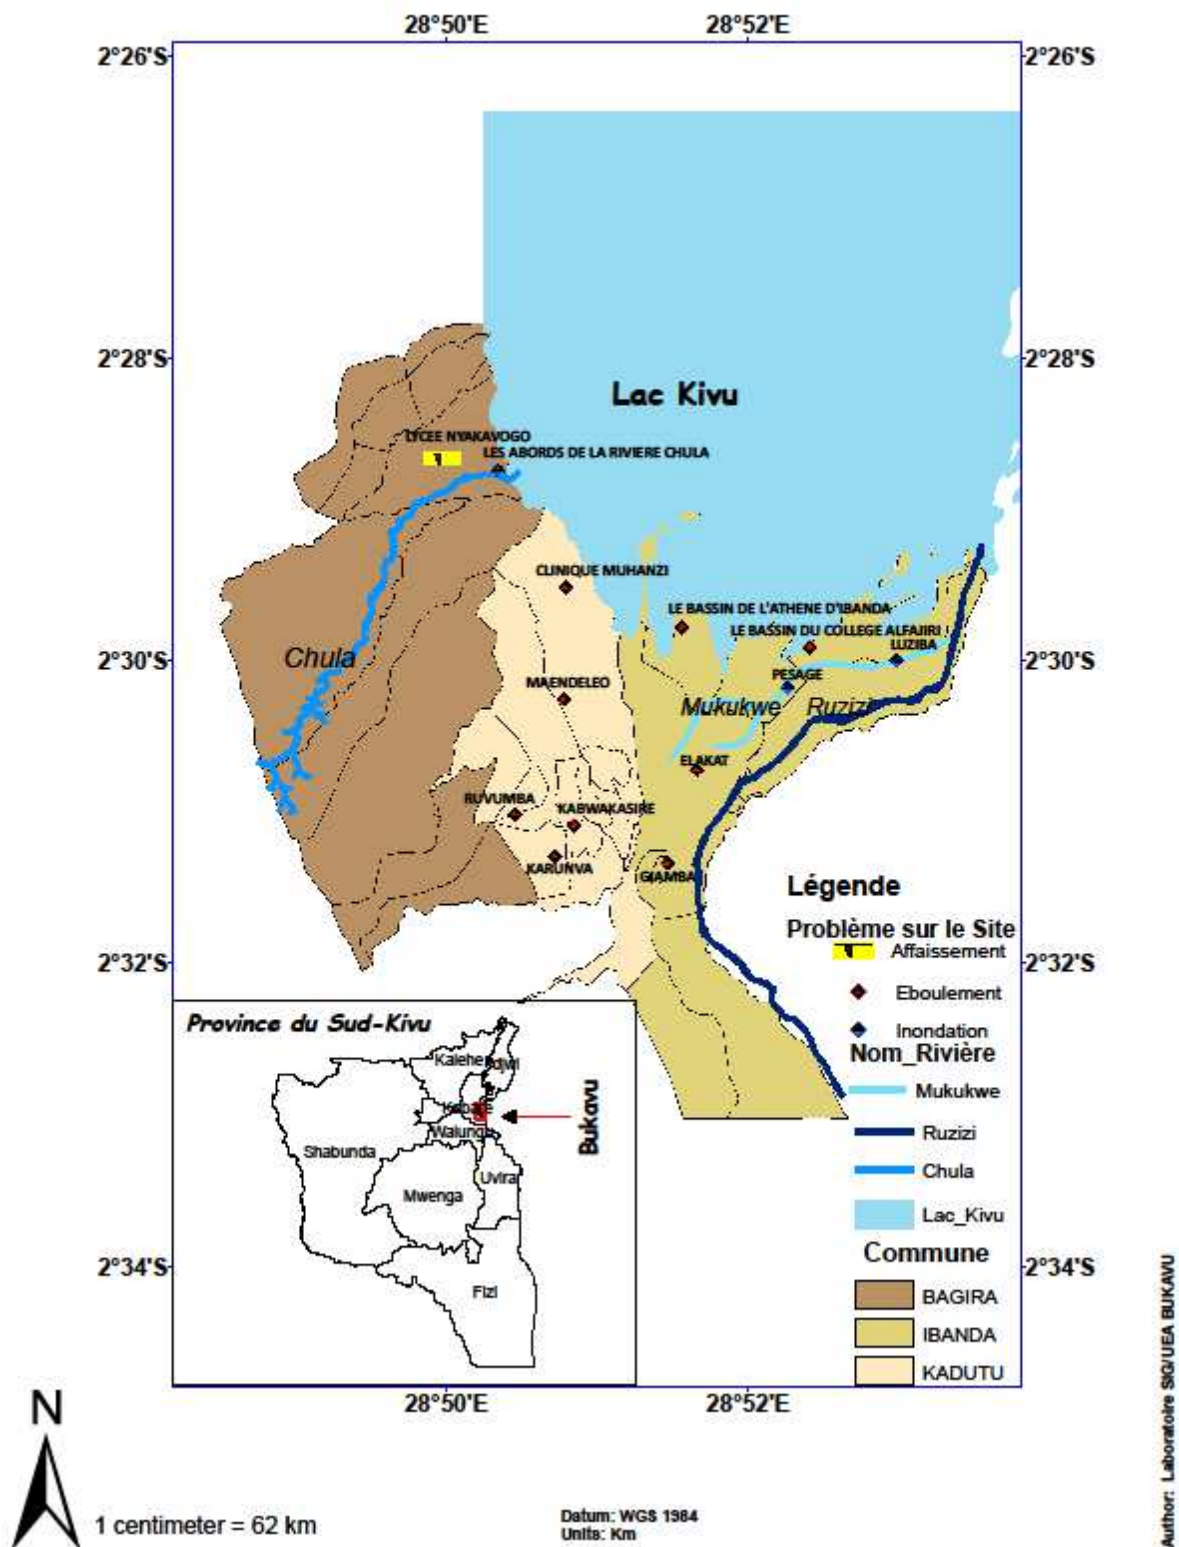 28°50'E 28°52'E
2°26'S 2°26'S
2°28'S 2°28'S
Lac Kivu
LYCEE NYAKAVOGO
LES ABORDS DE LA RIVIERE CHULA
CLINIQUE MUHANZI
LE BASSIN DE L'ATHENE D'IBANDA
LE BASSIN DU COLLEGE ALFAJIRI
LUZIBA
2°30'S 2°30'S
Chula
PESAGE
MAENDELEO
Mukukwe Ruzizi
ELAKAT
RUVUMBA
KABWAKASIRE
KARUNVA
GIAMBA
Légende
Problème sur le Site
Affaissement
2°32'S 2°32'S
Eboulement
Inondation
Nom_Rivière
Mukukwe
Ruzizi
Chula
Lac_Kivu
Commune
BAGIRA
IBANDA
KADUTU
Province du Sud-Kivu
Kalehe
Idjwi
Kabare
Walungu
Bukavu
Shabunda
Uvira
Mwenga
Fizi
2°34'S 2°34'S
28°50'E 28°52'E
N
1 centimeter = 62 km
Datum: WGS 1984
Units: Km
Author: Laboratoire SIG/UEA BUKAVU